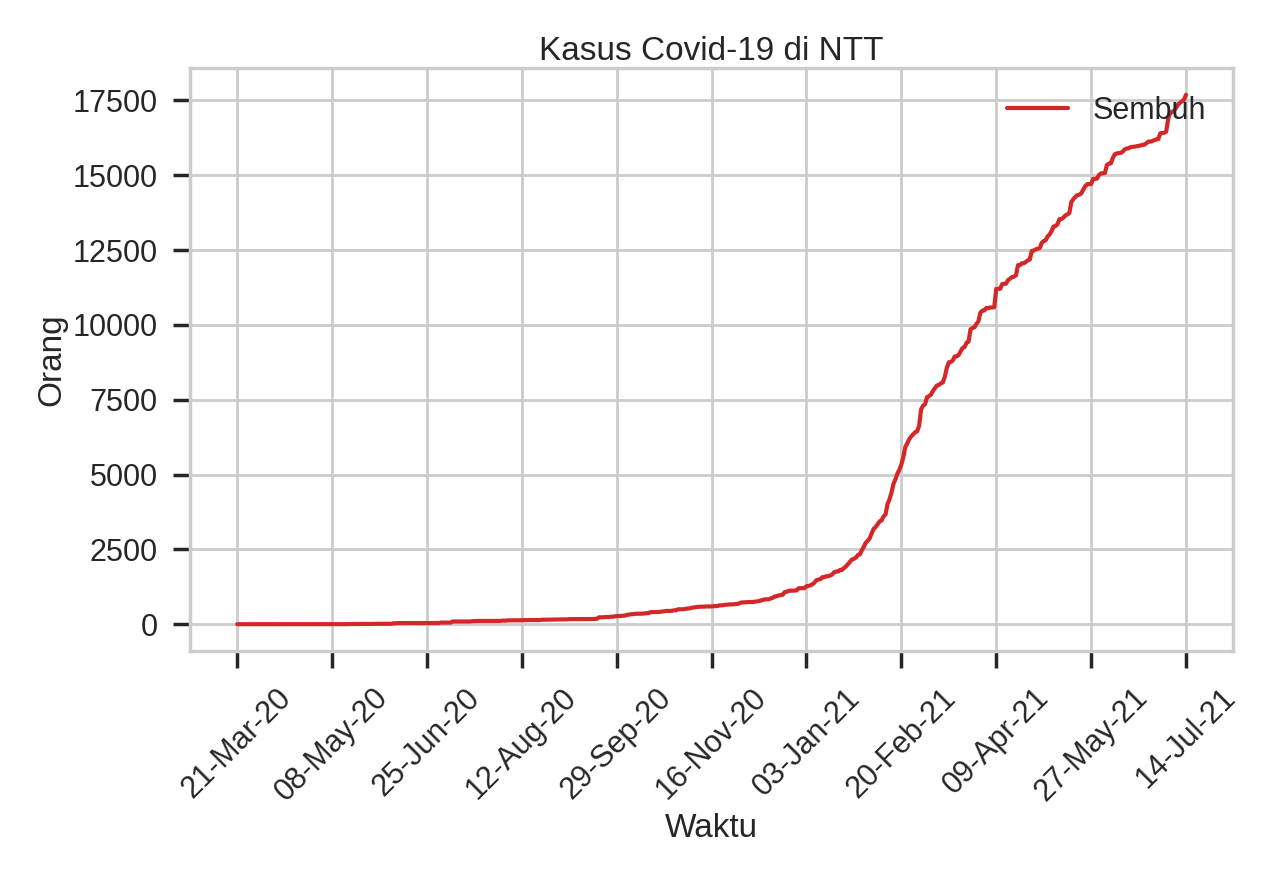 Kasus Covid-19 di NTT
Sembuh
Orang
17500
15000
12500
10000
7500
5000
2500
0
21-Mar-20
08-May-20
25-Jun-20
12-Aug-20
29-Sep-20
16-Nov-20
03-Jan-21
20-Feb-21
09-Apr-21
27-May-21
14-Jul-21
Waktu